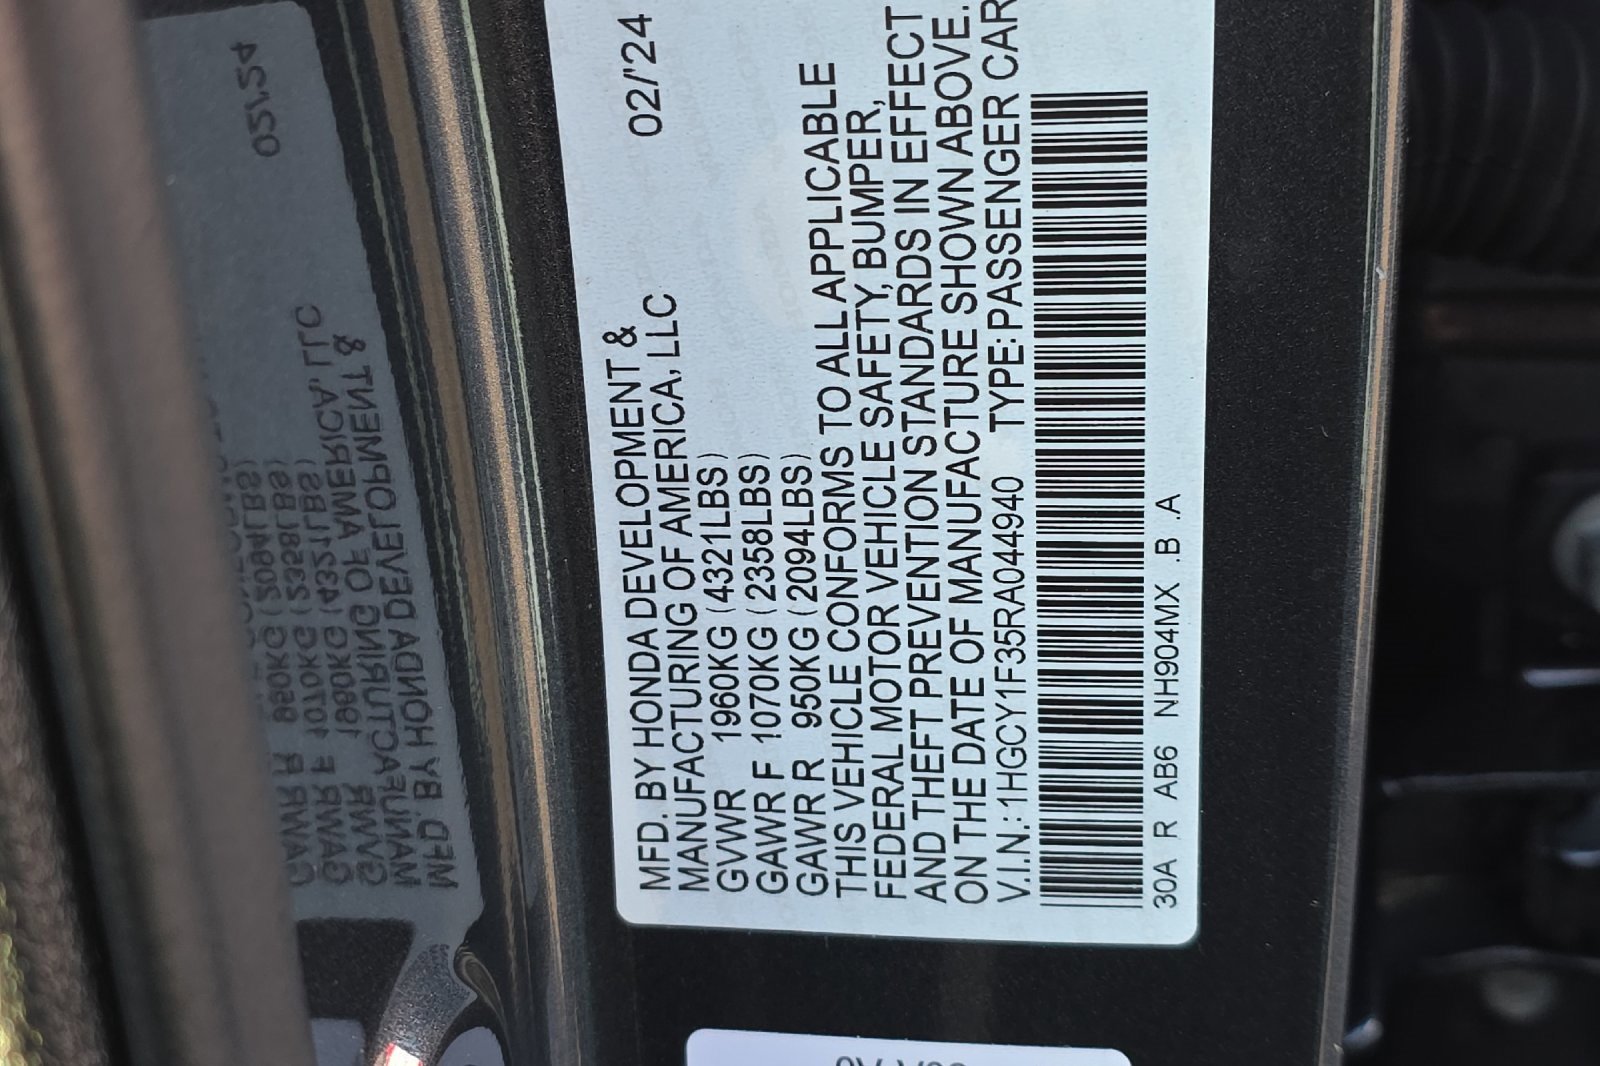 MFD. BY HONDA DEVELOPMENT & 02/'24
MANUFACTURING OF AMERICA, LLC
GVWR 1960KG (4321LBS)
GAWR F 1070KG (2358LBS)
GAWR R 950KG (2094LBS)
THIS VEHICLE CONFORMS TO ALL APPLICABLE
FEDERAL MOTOR VEHICLE SAFETY, BUMPER,
AND THEFT PREVENTION STANDARDS IN EFFECT
ON THE DATE OF MANUFACTURE SHOWN ABOVE.
V.I.N.: 1HGCY1F35RA044940 TYPE: PASSENGER CAR
30A R AB6 NH904MX .B .A